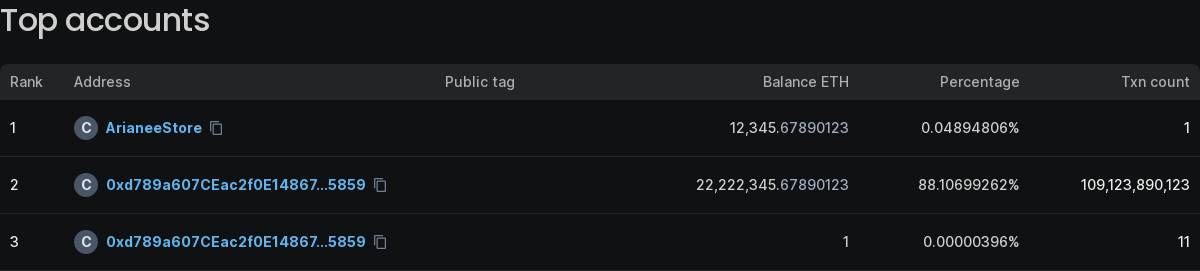 Top accounts
Rank Address Public tag Balance ETH Percentage Txn count
1 C ArianeeStore 12,345.67890123 0.04894806% 1
2 C 0xd789a607CEac2f0E14867...5859 22,222,345.67890123 88.10699262% 109,123,890,123
3 C 0xd789a607CEac2f0E14867...5859 1 0.00000396% 11